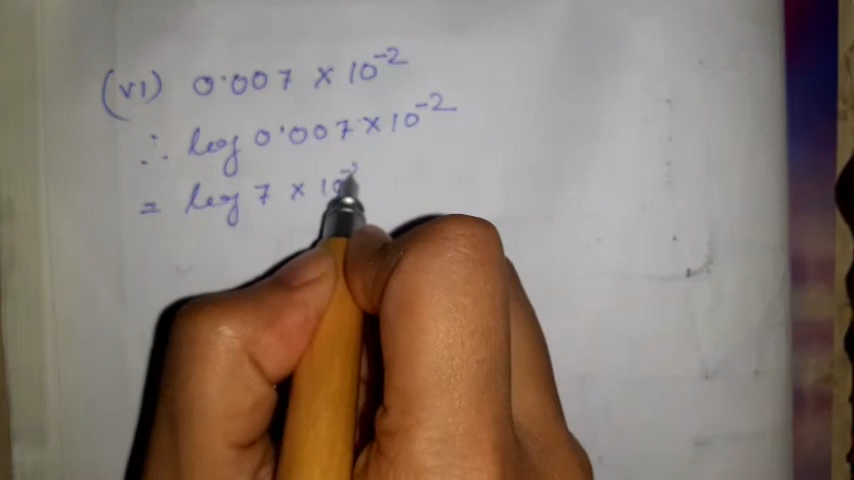 (VI) 0.007 × 10⁻²
∴ log 0.007 × 10⁻²
= log 7 × 10⁻